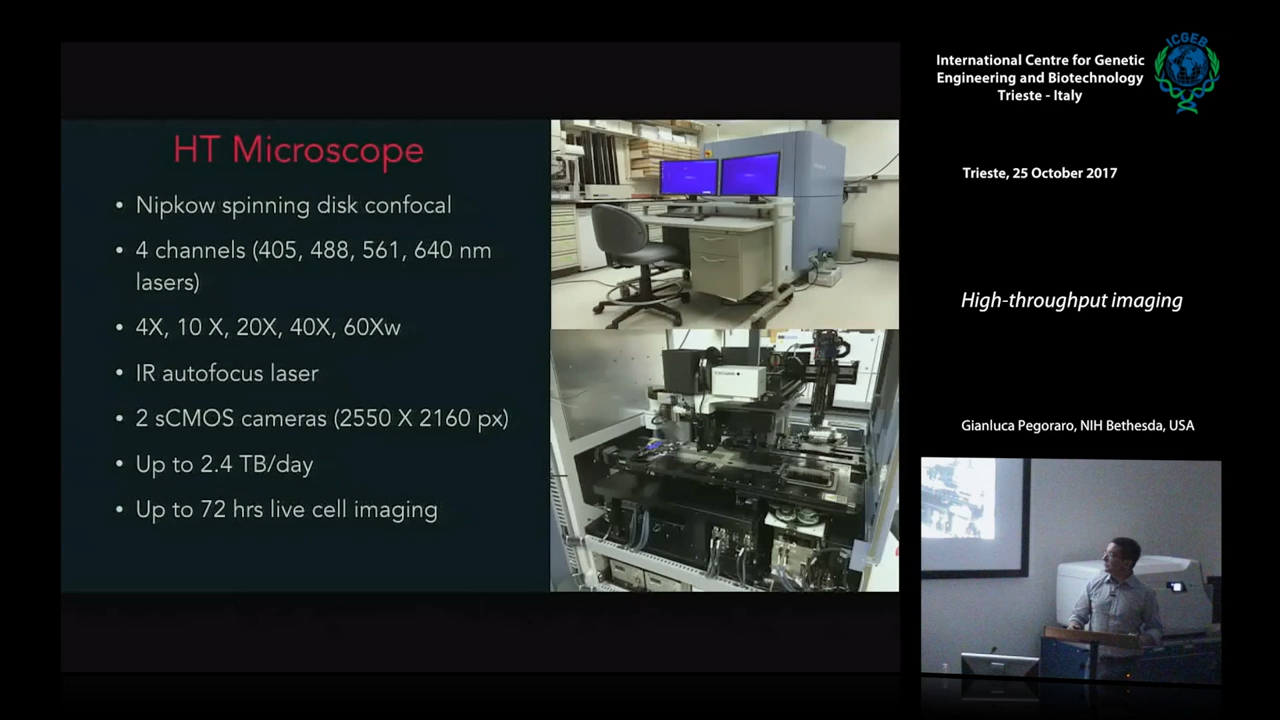 HT Microscope
• Nipkow spinning disk confocal
• 4 channels (405, 488, 561, 640 nm
lasers)
• 4X, 10 X, 20X, 40X, 60Xw
• IR autofocus laser
• 2 sCMOS cameras (2550 X 2160 px)
• Up to 2.4 TB/day
• Up to 72 hrs live cell imaging
YOKOGAWA
ICGEB
International Centre for Genetic
Engineering and Biotechnology
Trieste - Italy
Trieste, 25 October 2017
High-throughput imaging
Gianluca Pegoraro, NIH Bethesda, USA